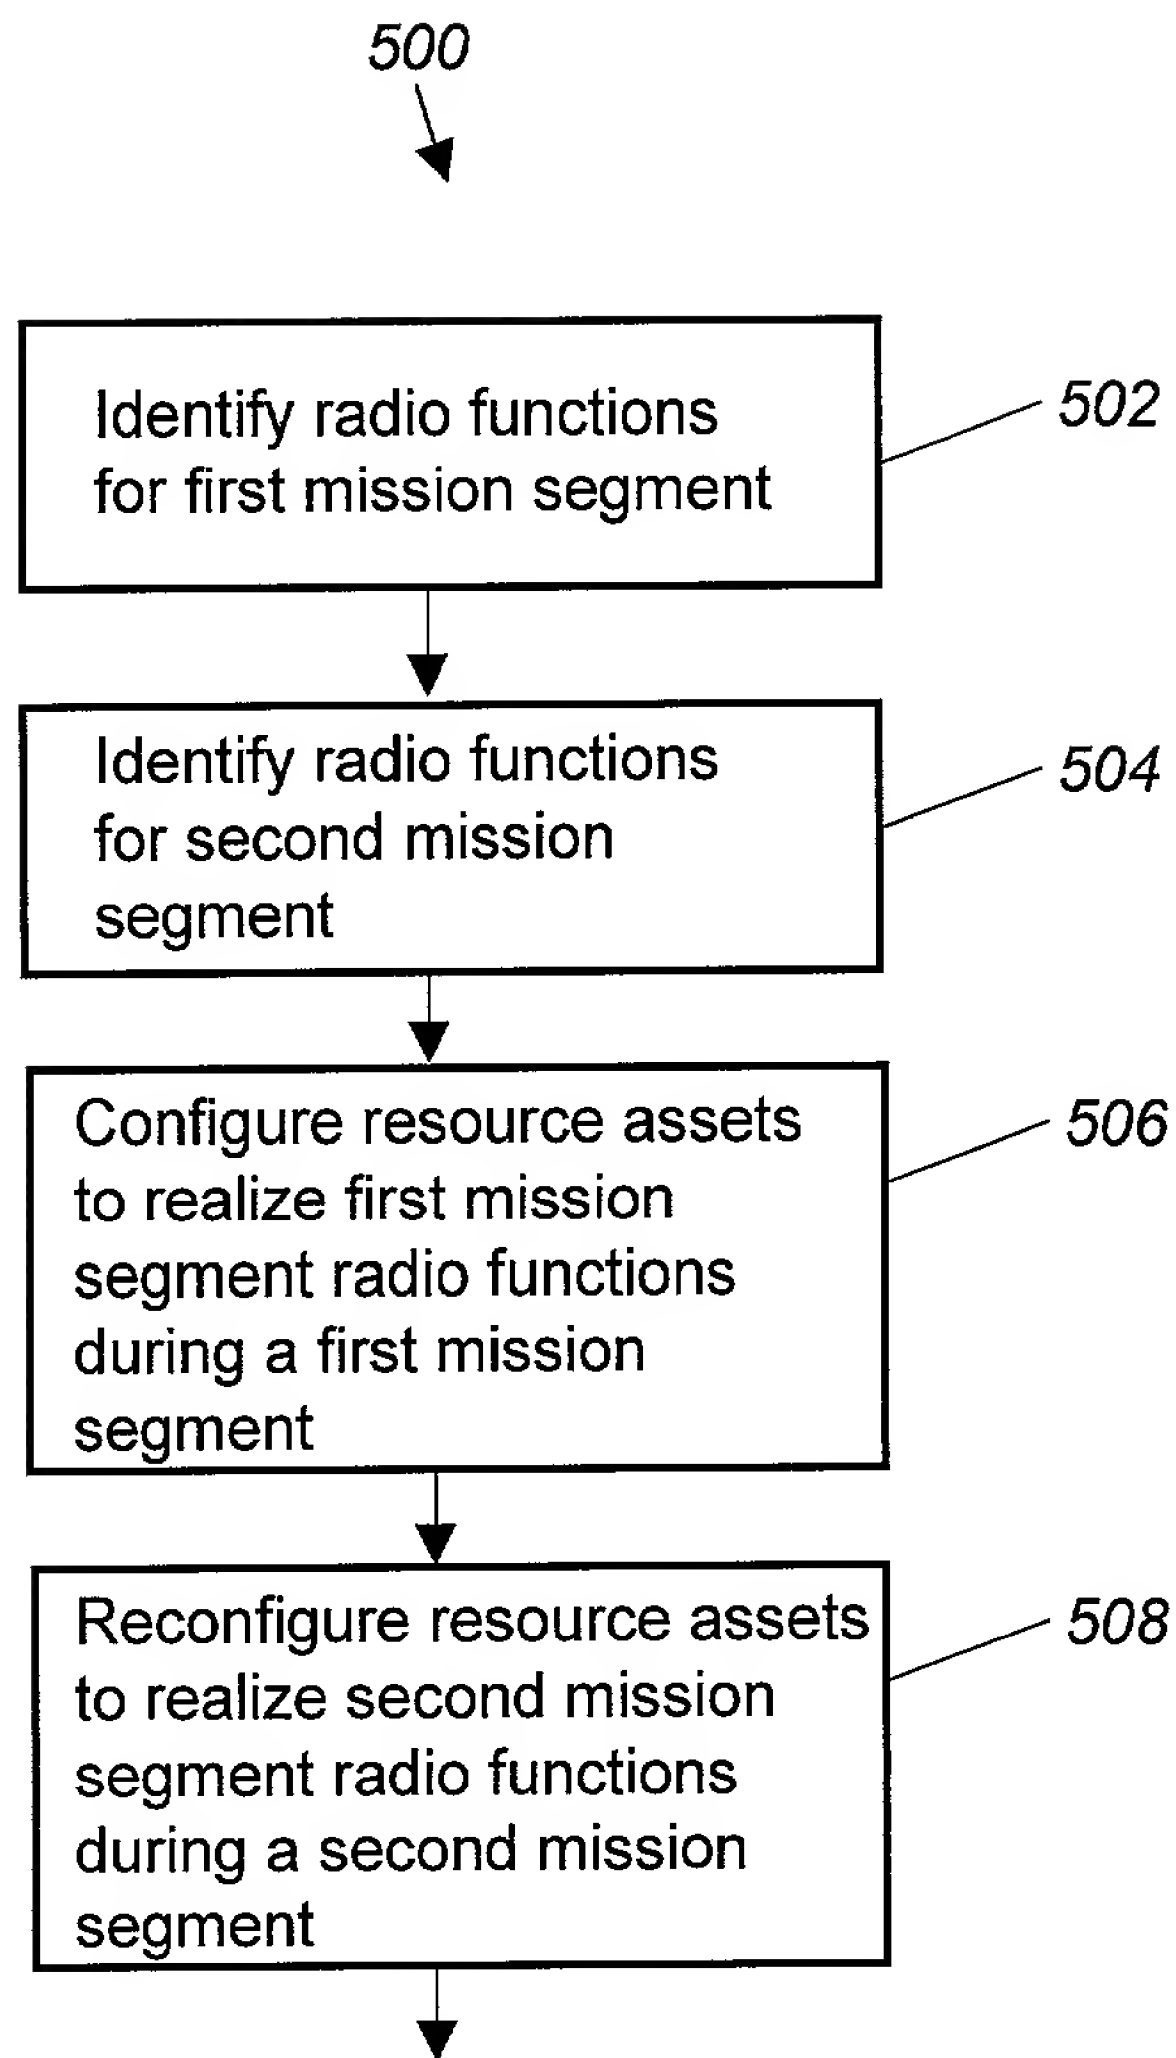 500
Identify radio functions
for first mission segment
502
Identify radio functions
for second mission
segment
504
Configure resource assets
to realize first mission
segment radio functions
during a first mission
segment
506
Reconfigure resource assets
to realize second mission
segment radio functions
during a second mission
segment
508